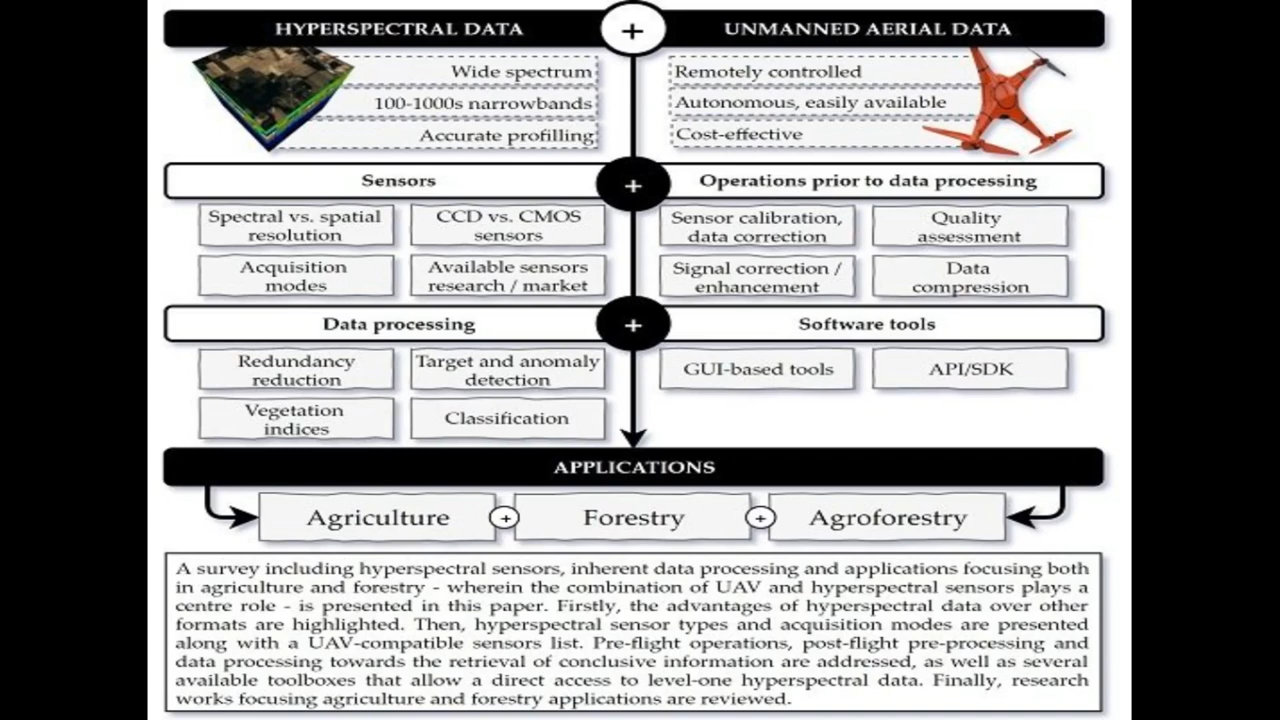 HYPERSPECTRAL DATA
+
UNMANNED AERIAL DATA
Wide spectrum
100-1000s narrowbands
Accurate profilling
Remotely controlled
Autonomous, easily available
Cost-effective
Sensors
+
Operations prior to data processing
Spectral vs. spatial
resolution
CCD vs. CMOS
sensors
Acquisition
modes
Available sensors
research / market
Sensor calibration,
data correction
Quality
assessment
Signal correction /
enhancement
Data
compression
Data processing
+
Software tools
Redundancy
reduction
Target and anomaly
detection
Vegetation
indices
Classification
GUI-based tools
API/SDK
APPLICATIONS
Agriculture
+
Forestry
+
Agroforestry
A survey including hyperspectral sensors, inherent data processing and applications focusing both
in agriculture and forestry - wherein the combination of UAV and hyperspectral sensors plays a
centre role - is presented in this paper. Firstly, the advantages of hyperspectral data over other
formats are highlighted. Then, hyperspectral sensor types and acquisition modes are presented
along with a UAV-compatible sensors list. Pre-flight operations, post-flight pre-processing and
data processing towards the retrieval of conclusive information are addressed, as well as several
available toolboxes that allow a direct access to level-one hyperspectral data. Finally, research
works focusing agriculture and forestry applications are reviewed.